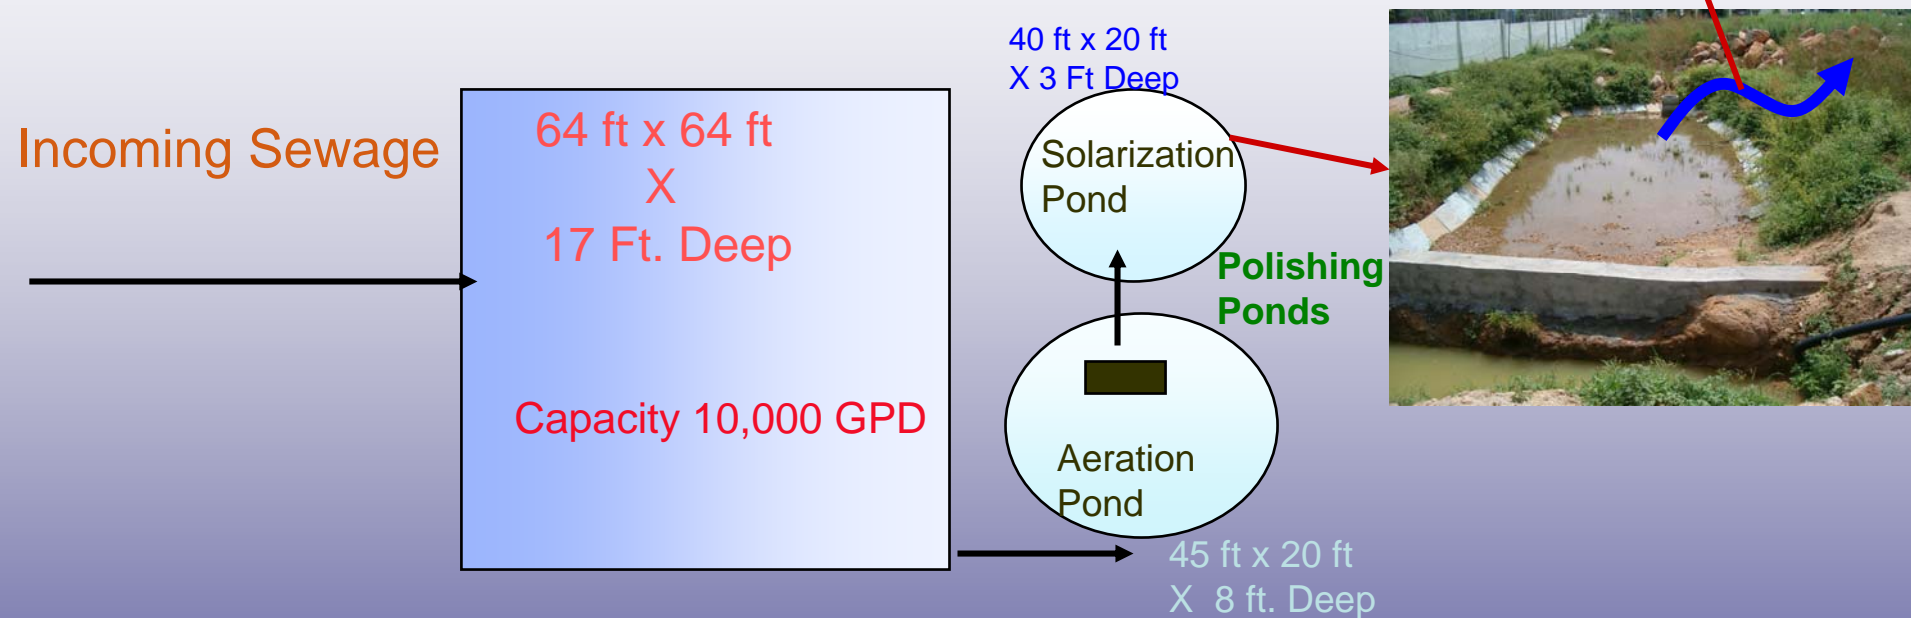 Incoming Sewage
64 ft x 64 ft
X
17 Ft. Deep
Capacity 10,000 GPD
40 ft x 20 ft
X 3 Ft Deep
Solarization
Pond
Polishing
Ponds
Aeration
Pond
45 ft x 20 ft
X 8 ft. Deep